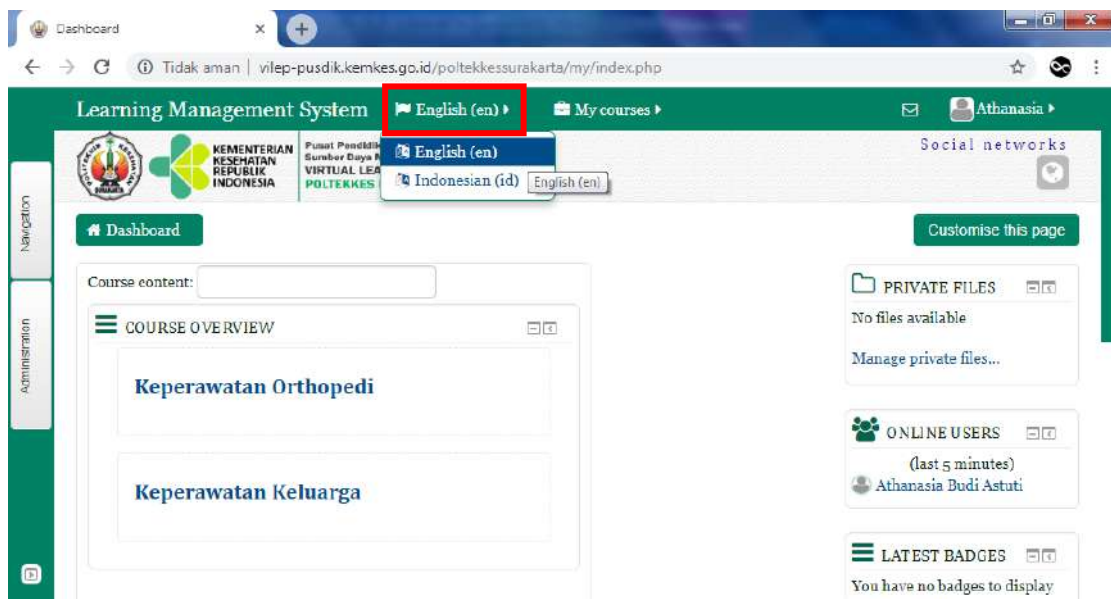 Dashboard
Tidak aman | vilep-pusdik.kemkes.go.id/poltekkessurakarta/my/index.php
Learning Management System
English (en)
My courses
Athanasia
KEMENTERIAN
KESEHATAN
REPUBLIK
INDONESIA
Pusat Pendidik
Sumber Daya M
VIRTUAL LEA
POLTEKKES
English (en)
Indonesian (id)
English (en)
Social networks
Navigation
Administration
Dashboard
Customise this page
Course content:
COURSE OVERVIEW
Keperawatan Orthopedi
Keperawatan Keluarga
PRIVATE FILES
No files available
Manage private files...
ONLINE USERS
(last 5 minutes)
Athanasia Budi Astuti
LATEST BADGES
You have no badges to display